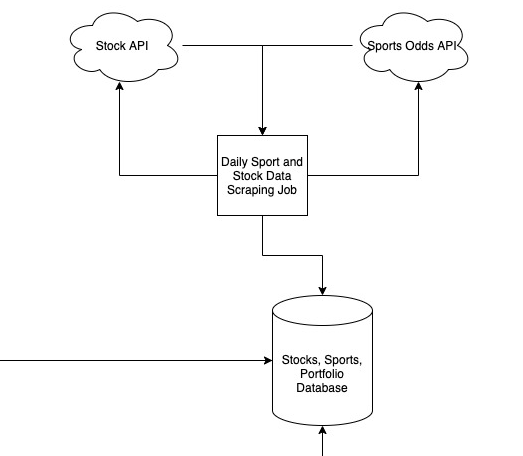 Stock API
Sports Odds API
Daily Sport and
Stock Data
Scraping Job
Stocks, Sports,
Portfolio
Database